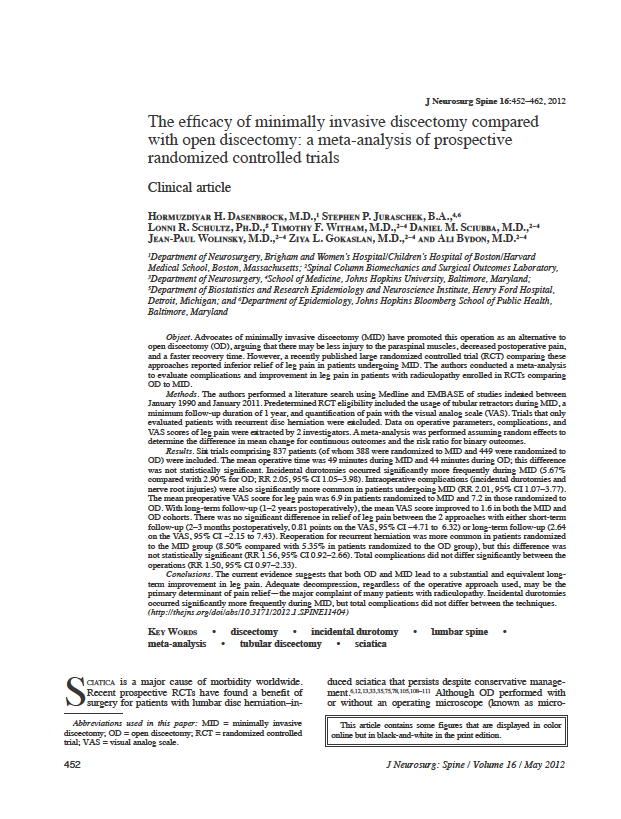 J Neurosurg Spine 16:452–462, 2012
The efficacy of minimally invasive discectomy compared
with open discectomy: a meta-analysis of prospective
randomized controlled trials
Clinical article
Hormuzdiyar H. Dasenbrock, M.D.,1 Stephen P. Juraschek, B.A.,4,6
Lonni R. Schultz, Ph.D.,5 Timothy F. Witham, M.D.,2–4 Daniel M. Sciubba, M.D.,2–4
Jean-Paul Wolinsky, M.D.,2–4 Ziya L. Gokaslan, M.D.,2–4 and Ali Bydon, M.D.2–4
1Department of Neurosurgery, Brigham and Women's Hospital/Children's Hospital of Boston/Harvard
Medical School, Boston, Massachusetts; 2Spinal Column Biomechanics and Surgical Outcomes Laboratory,
3Department of Neurosurgery, 4School of Medicine, Johns Hopkins University, Baltimore, Maryland;
5Department of Biostatistics and Research Epidemiology and Neuroscience Institute, Henry Ford Hospital,
Detroit, Michigan; and 6Department of Epidemiology, Johns Hopkins Bloomberg School of Public Health,
Baltimore, Maryland
Object. Advocates of minimally invasive discectomy (MID) have promoted this operation as an alternative to
open discectomy (OD), arguing that there may be less injury to the paraspinal muscles, decreased postoperative pain,
and a faster recovery time. However, a recently published large randomized controlled trial (RCT) comparing these
approaches reported inferior relief of leg pain in patients undergoing MID. The authors conducted a meta-analysis
to evaluate complications and improvement in leg pain in patients with radiculopathy enrolled in RCTs comparing
OD to MID.
Methods. The authors performed a literature search using Medline and EMBASE of studies indexed between
January 1990 and January 2011. Predetermined RCT eligibility included the usage of tubular retractors during MID, a
minimum follow-up duration of 1 year, and quantification of pain with the visual analog scale (VAS). Trials that only
evaluated patients with recurrent disc herniation were excluded. Data on operative parameters, complications, and
VAS scores of leg pain were extracted by 2 investigators. A meta-analysis was performed assuming random effects to
determine the difference in mean change for continuous outcomes and the risk ratio for binary outcomes.
Results. Six trials comprising 837 patients (of whom 388 were randomized to MID and 449 were randomized to
OD) were included. The mean operative time was 49 minutes during MID and 44 minutes during OD; this difference
was not statistically significant. Incidental durotomies occurred significantly more frequently during MID (5.67%
compared with 2.90% for OD; RR 2.05, 95% CI 1.05–3.98). Intraoperative complications (incidental durotomies and
nerve root injuries) were also significantly more common in patients undergoing MID (RR 2.01, 95% CI 1.07–3.77).
The mean preoperative VAS score for leg pain was 6.9 in patients randomized to MID and 7.2 in those randomized to
OD. With long-term follow-up (1–2 years postoperatively), the mean VAS score improved to 1.6 in both the MID and
OD cohorts. There was no significant difference in relief of leg pain between the 2 approaches with either short-term
follow-up (2–3 months postoperatively, 0.81 points on the VAS, 95% CI −4.71 to 6.32) or long-term follow-up (2.64
on the VAS, 95% CI −2.15 to 7.43). Reoperation for recurrent herniation was more common in patients randomized
to the MID group (8.50% compared with 5.35% in patients randomized to the OD group), but this difference was
not statistically significant (RR 1.56, 95% CI 0.92–2.66). Total complications did not differ significantly between the
operations (RR 1.50, 95% CI 0.97–2.33).
Conclusions. The current evidence suggests that both OD and MID lead to a substantial and equivalent long-
term improvement in leg pain. Adequate decompression, regardless of the operative approach used, may be the
primary determinant of pain relief—the major complaint of many patients with radiculopathy. Incidental durotomies
occurred significantly more frequently during MID, but total complications did not differ between the techniques.
(http://thejns.org/doi/abs/10.3171/2012.1.SPINE11404)
Key Words • discectomy • incidental durotomy • lumbar spine •
meta-analysis • tubular discectomy • sciatica
Sciatica is a major cause of morbidity worldwide.
Recent prospective RCTs have found a benefit of
surgery for patients with lumbar disc herniation–in-
Abbreviations used in this paper: MID = minimally invasive
discectomy; OD = open discectomy; RCT = randomized controlled
trial; VAS = visual analog scale.
duced sciatica that persists despite conservative manage-
ment.6,12,13,33,35,75,78,105,108–111 Although OD performed with
or without an operating microscope (known as micro-
This article contains some figures that are displayed in color
online but in black-and-white in the print edition.
452
J Neurosurg: Spine / Volume 16 / May 2012